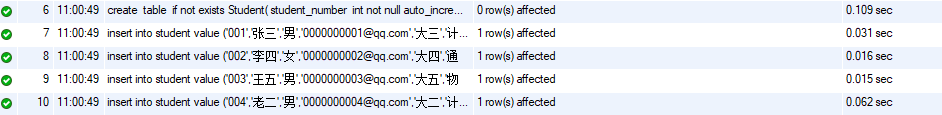 6 11:00:49 create table if not exists Student( student_number int not null auto_incre... 0 row(s) affected 0.109 sec
7 11:00:49 insert into student value ('001','张三','男','0000000001@qq.com','大三','计... 1 row(s) affected 0.031 sec
8 11:00:49 insert into student value ('002','李四','女','0000000002@qq.com','大四','通 1 row(s) affected 0.016 sec
9 11:00:49 insert into student value ('003','王五','男','0000000003@qq.com','大五','物 1 row(s) affected 0.015 sec
10 11:00:49 insert into student value ('004','老二','男','0000000004@qq.com','大二','计... 1 row(s) affected 0.062 sec